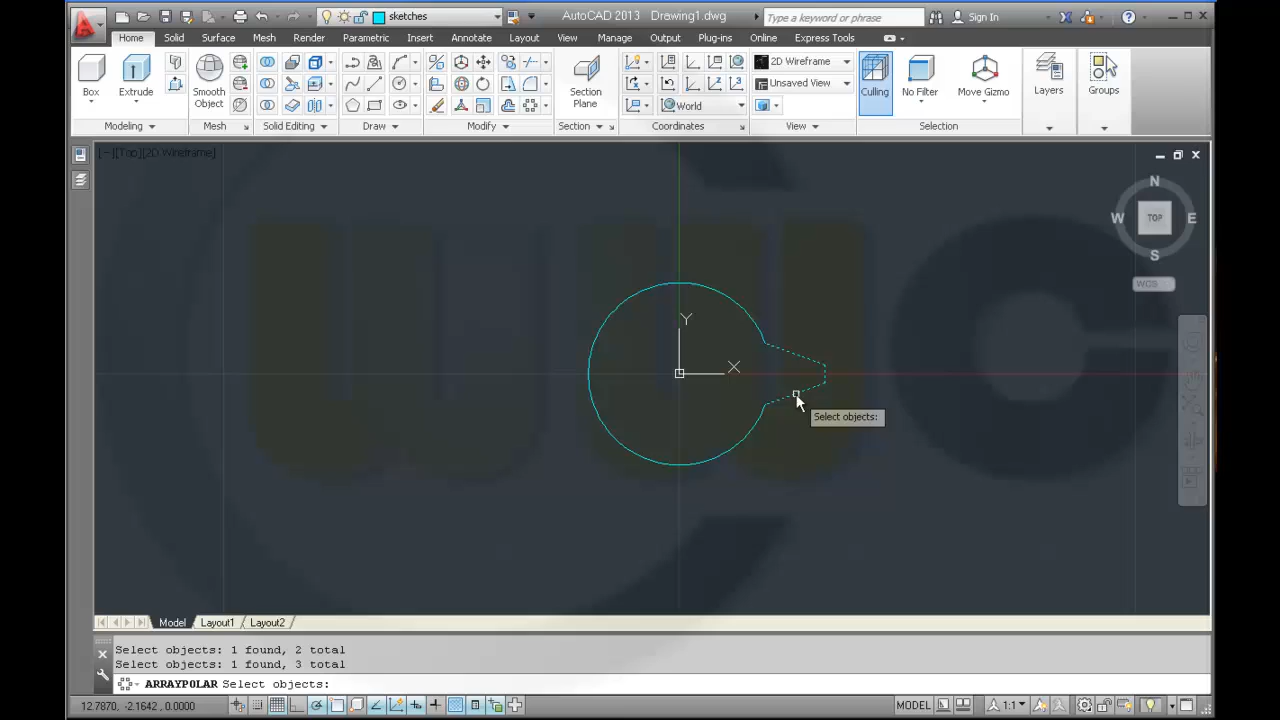 sketches
AutoCAD 2013 Drawing1.dwg
Type a keyword or phrase
Sign In
Home Solid Surface Mesh Render Parametric Insert Annotate Layout View Manage Output Plug-ins Online Express Tools
Box
Extrude
Smooth Object
Section Plane
World
2D Wireframe
Unsaved View
Culling
No Filter
Move Gizmo
Layers
Groups
Modeling
Mesh
Solid Editing
Draw
Modify
Section
Coordinates
View
Selection
[−][Top][2D Wireframe]
N
W TOP E
S
WCS
Y
X
Select objects:
Model Layout1 Layout2
Select objects: 1 found, 2 total
Select objects: 1 found, 3 total
ARRAYPOLAR Select objects:
12.7870, -2.1642, 0.0000
MODEL
1:1